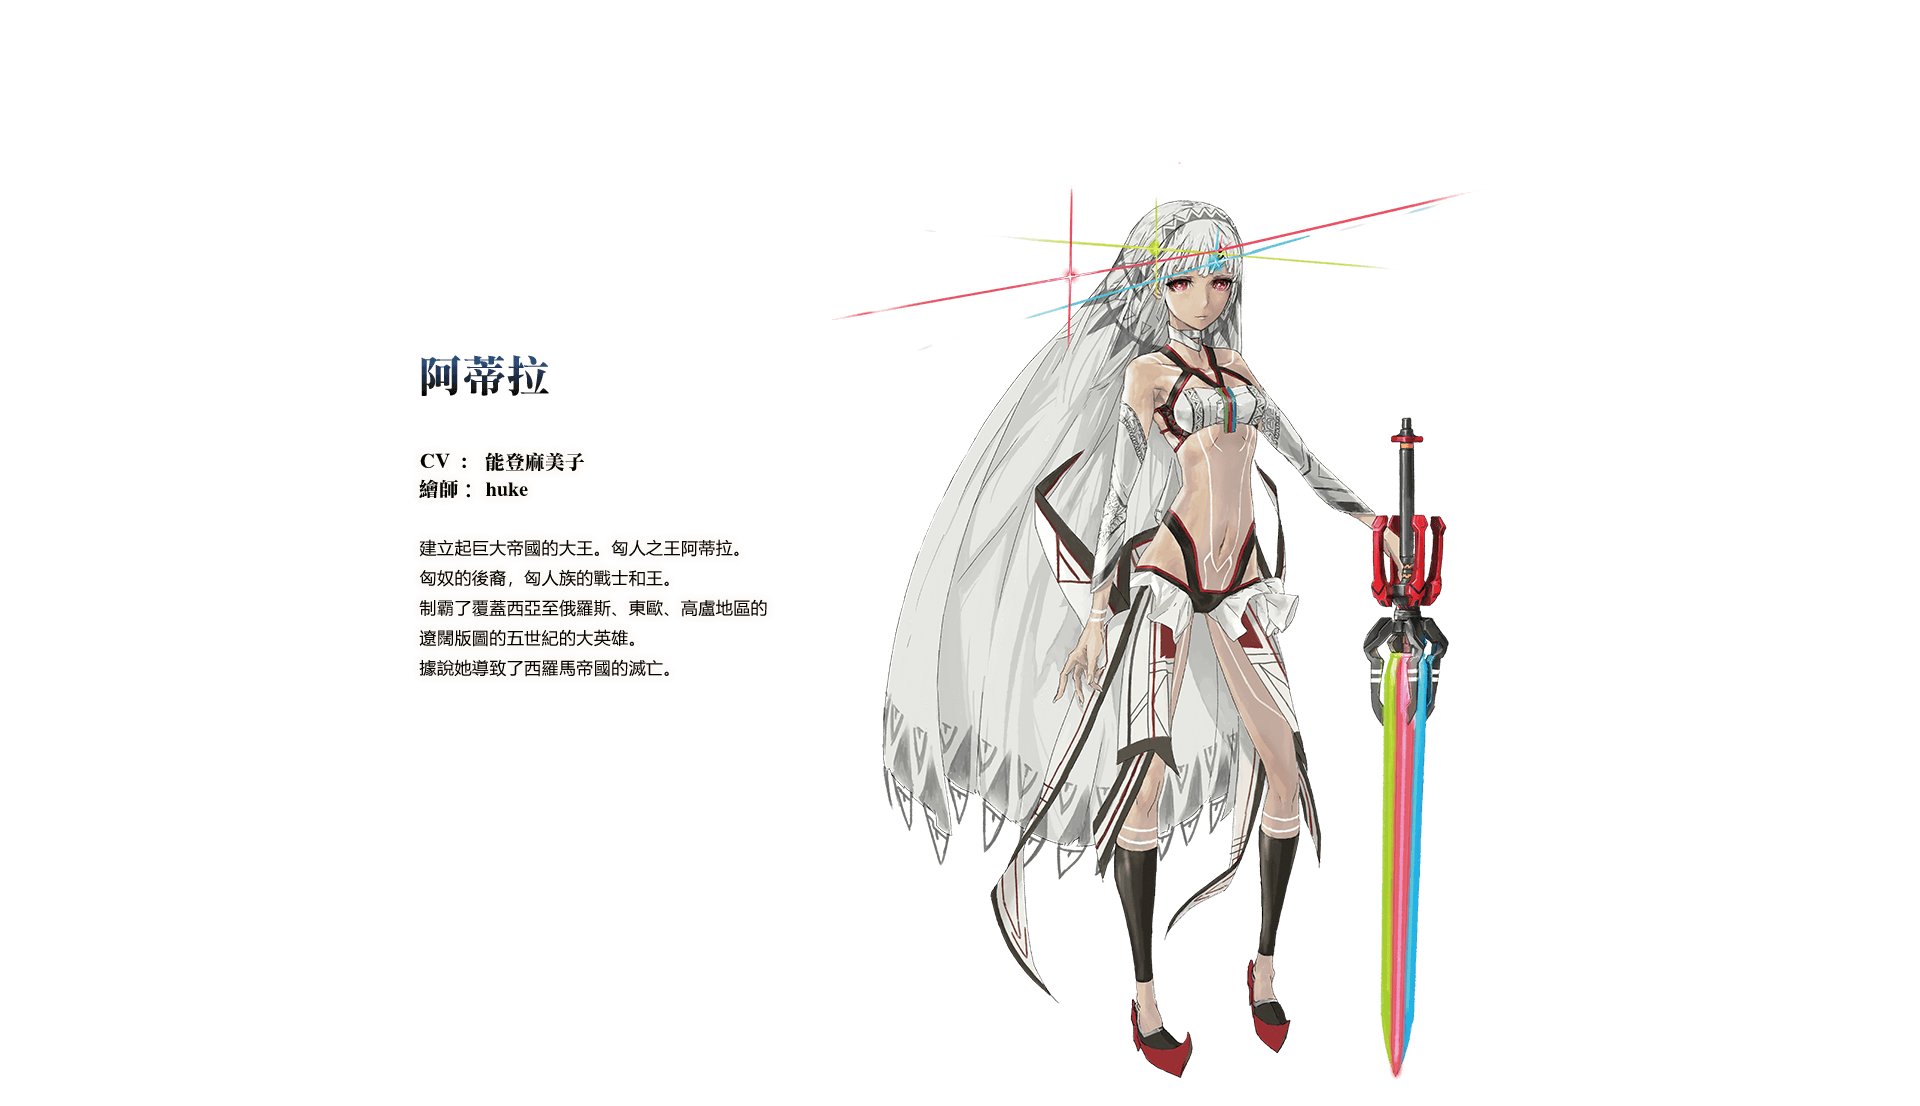 阿蒂拉
CV : 能登麻美子
繪師 : huke
建立起巨大帝國的大王。匈人之王阿蒂拉。
匈奴的後裔，匈人族的戰士和王。
制霸了覆蓋西亞至俄羅斯、東歐、高盧地區的
遼闊版圖的五世紀的大英雄。
據說她導致了西羅馬帝國的滅亡。